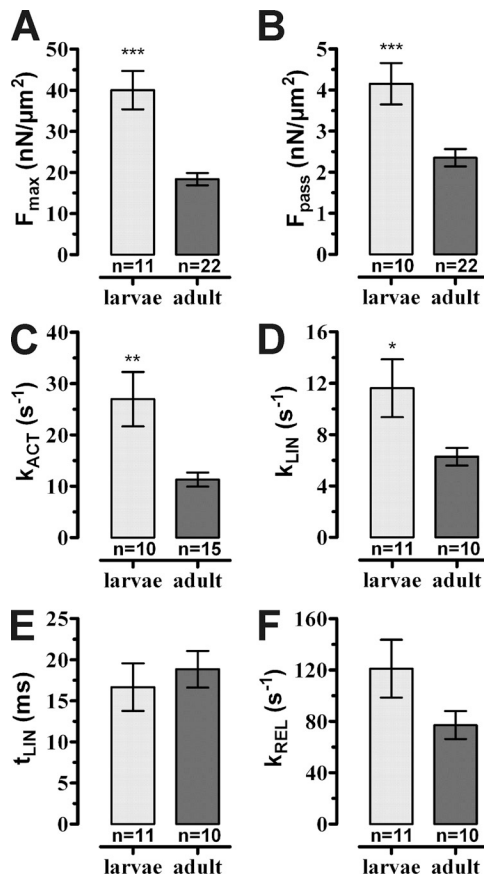 A
F_max (nN/µm²)
50
40
30
20
10
0
***
n=11 n=22
larvae adult
B
F_pass (nN/µm²)
5
4
3
2
1
0
***
n=10 n=22
larvae adult
C
k_ACT (s⁻¹)
40
30
20
10
0
**
n=10 n=15
larvae adult
D
k_LIN (s⁻¹)
16
12
8
4
0
*
n=11 n=10
larvae adult
E
t_LIN (ms)
25
20
15
10
5
0
n=11 n=10
larvae adult
F
k_REL (s⁻¹)
160
120
80
40
0
n=11 n=10
larvae adult